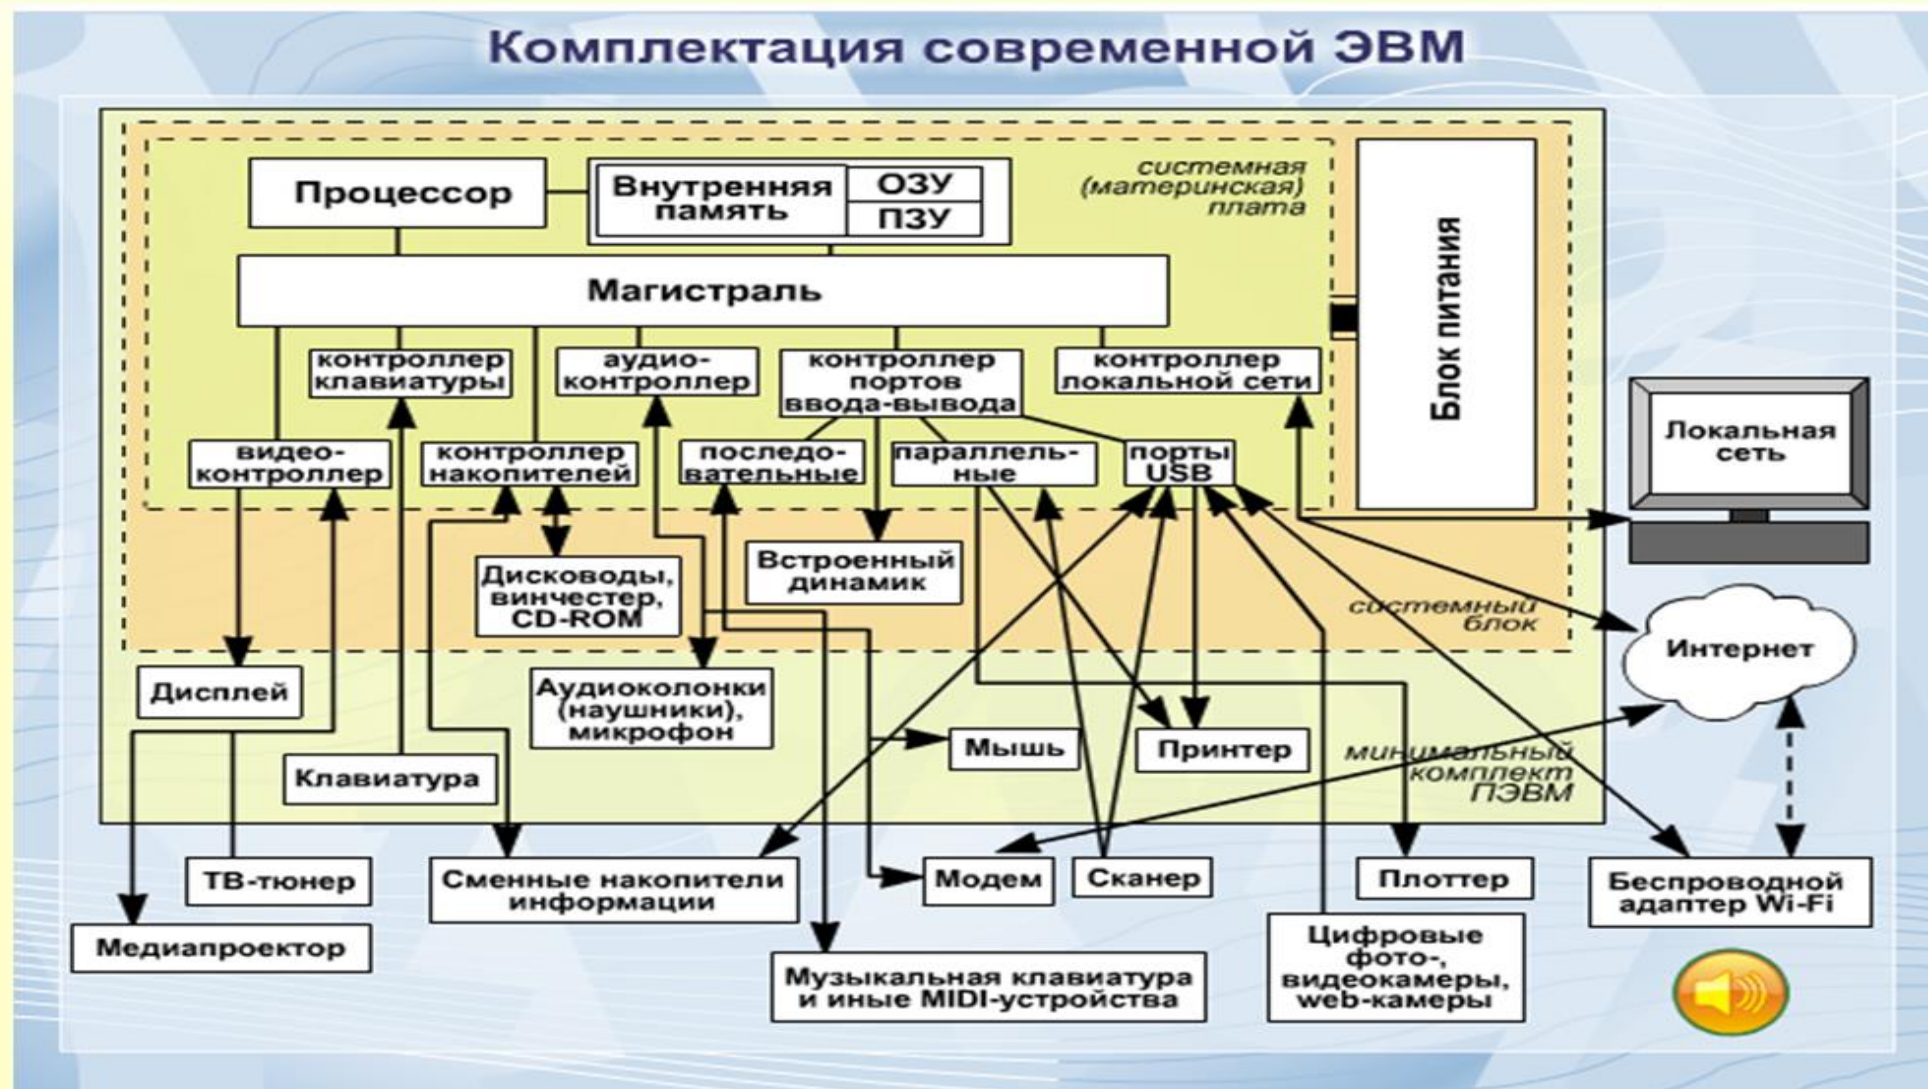 Комплектация современной ЭВМ
Процессор
Внутренняя
память
ОЗУ
ПЗУ
системная
(материнская)
плата
Блок питания
Магистраль
контроллер
клавиатуры
аудио-
контроллер
контроллер
портов
ввода-вывода
контроллер
локальной сети
видео-
контроллер
контроллер
накопителей
последо-
вательные
параллель-
ные
порты
USB
Локальная
сеть
Дисководы,
винчестер,
CD-ROM
Встроенный
динамик
системный
блок
Интернет
Дисплей
Аудиоколонки
(наушники),
микрофон
Клавиатура
Мышь
Принтер
минимальный
комплект
ПЭВМ
ТВ-тюнер
Сменные накопители
информации
Модем
Сканер
Плоттер
Беспроводной
адаптер Wi-Fi
Медиапроектор
Музыкальная клавиатура
и иные MIDI-устройства
Цифровые
фото-,
видеокамеры,
web-камеры